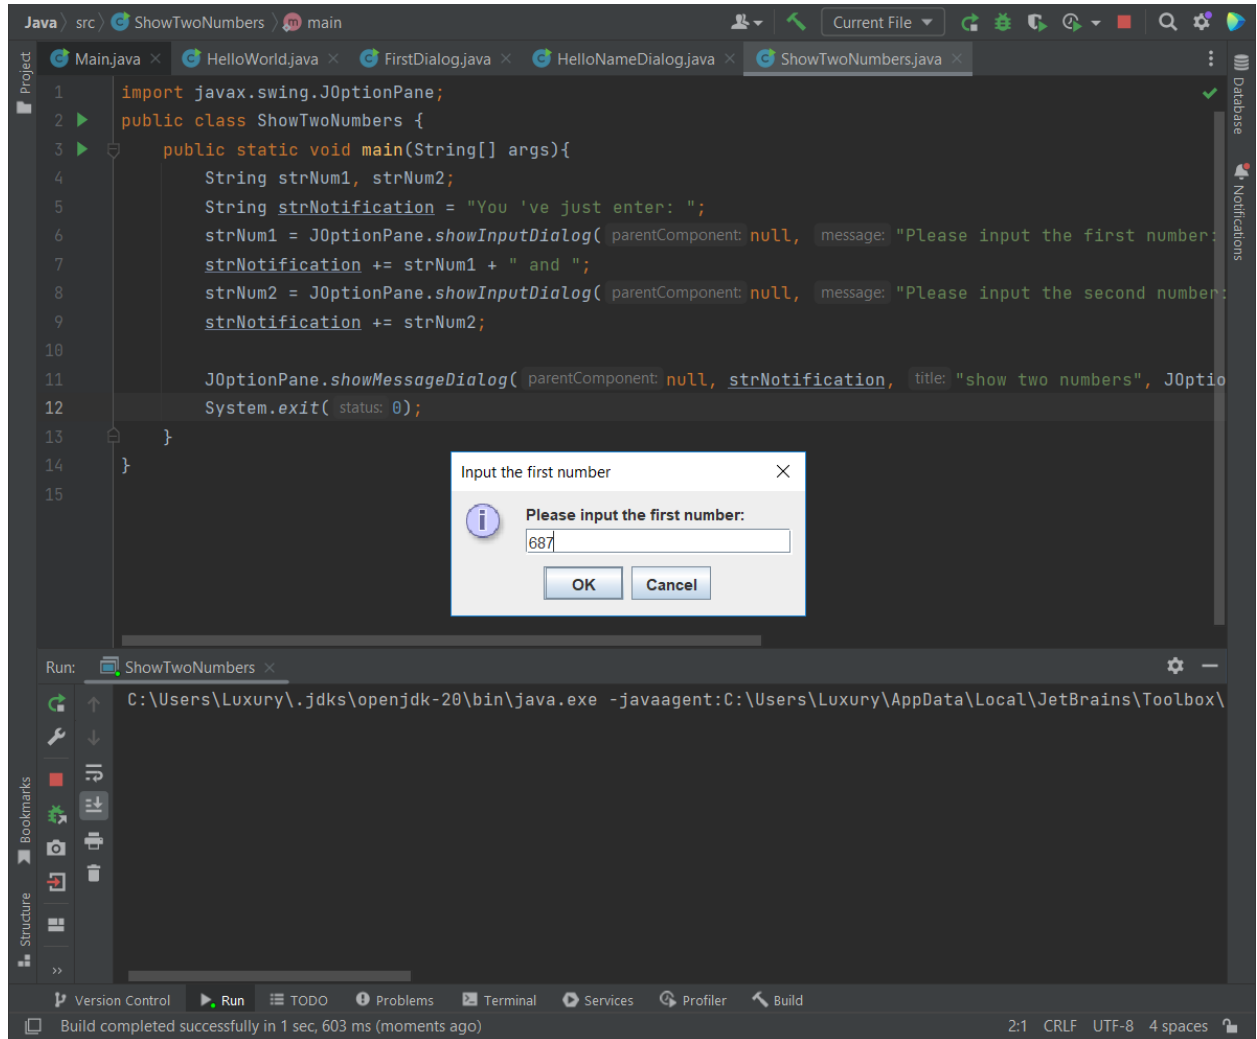 Java src ShowTwoNumbers main Current File
Main.java HelloWorld.java FirstDialog.java HelloNameDialog.java ShowTwoNumbers.java
Project
Database
Notifications
1 import javax.swing.JOptionPane;
2 public class ShowTwoNumbers {
3 public static void main(String[] args){
4 String strNum1, strNum2;
5 String strNotification = "You 've just enter: ";
6 strNum1 = JOptionPane.showInputDialog( parentComponent: null, message: "Please input the first number:
7 strNotification += strNum1 + " and ";
8 strNum2 = JOptionPane.showInputDialog( parentComponent: null, message: "Please input the second number:
9 strNotification += strNum2;
10
11 JOptionPane.showMessageDialog( parentComponent: null, strNotification, title: "show two numbers", JOptio
12 System.exit( status: 0);
13 }
14 }
15
Input the first number
Please input the first number:
687
OK Cancel
Run: ShowTwoNumbers
C:\Users\Luxury\.jdks\openjdk-20\bin\java.exe -javaagent:C:\Users\Luxury\AppData\Local\JetBrains\Toolbox\
Bookmarks
Structure
Version Control Run TODO Problems Terminal Services Profiler Build
Build completed successfully in 1 sec, 603 ms (moments ago) 2:1 CRLF UTF-8 4 spaces